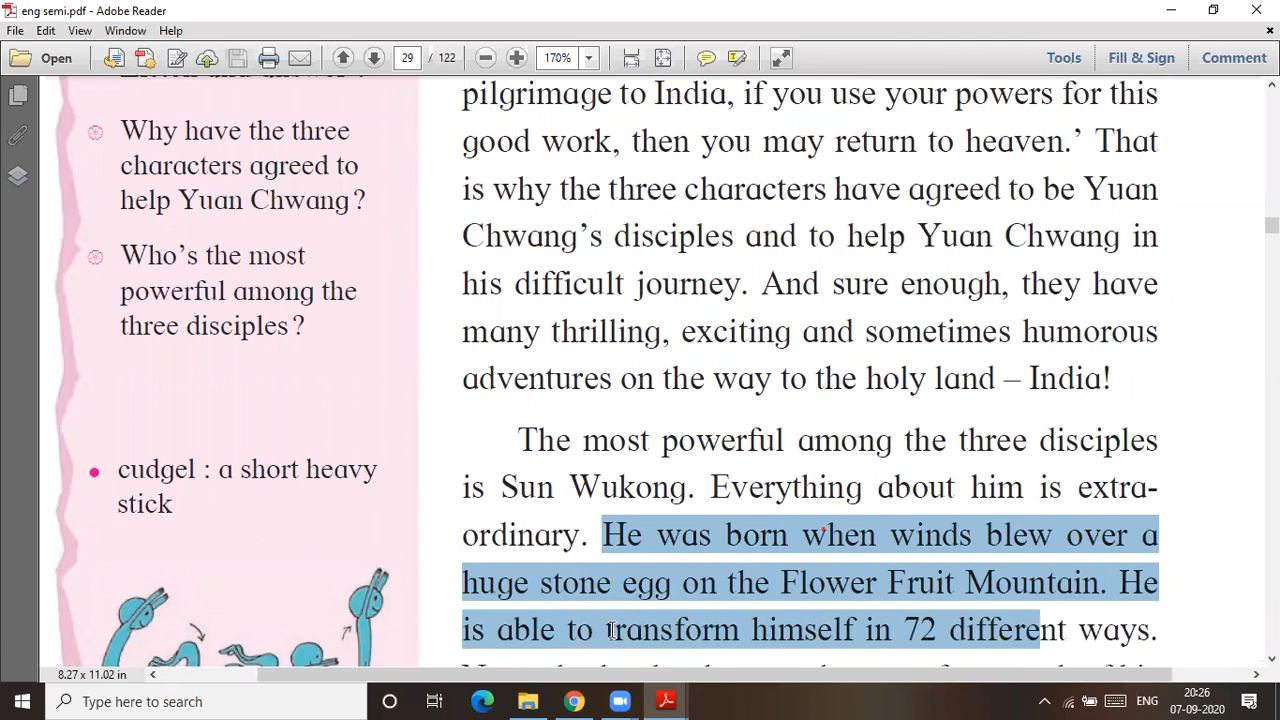 eng semi.pdf - Adobe Reader
File Edit View Window Help
Open 29 / 122 170% Tools Fill & Sign Comment
Why have the three
characters agreed to
help Yuan Chwang?
Who's the most
powerful among the
three disciples?
cudgel : a short heavy
stick
pilgrimage to India, if you use your powers for this
good work, then you may return to heaven.' That
is why the three characters have agreed to be Yuan
Chwang's disciples and to help Yuan Chwang in
his difficult journey. And sure enough, they have
many thrilling, exciting and sometimes humorous
adventures on the way to the holy land – India!
The most powerful among the three disciples
is Sun Wukong. Everything about him is extra-
ordinary. He was born when winds blew over a
huge stone egg on the Flower Fruit Mountain. He
is able to transform himself in 72 different ways.
8.27 x 11.02 in
Type here to search
ENG
20:26
07-09-2020